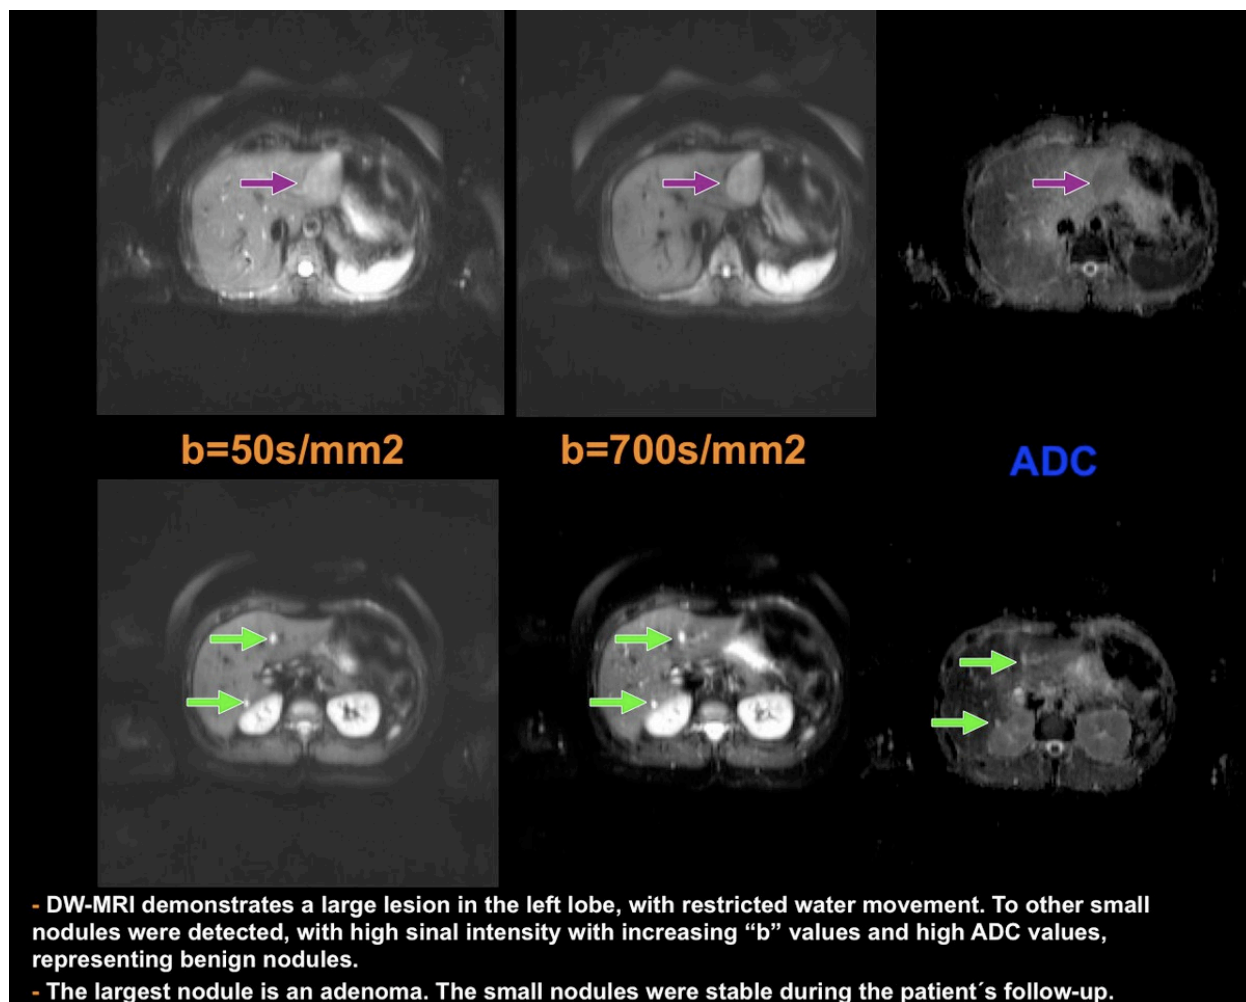 b=50s/mm2 b=700s/mm2 ADC
- DW-MRI demonstrates a large lesion in the left lobe, with restricted water movement. To other small
nodules were detected, with high sinal intensity with increasing “b” values and high ADC values,
representing benign nodules.
- The largest nodule is an adenoma. The small nodules were stable during the patient´s follow-up.